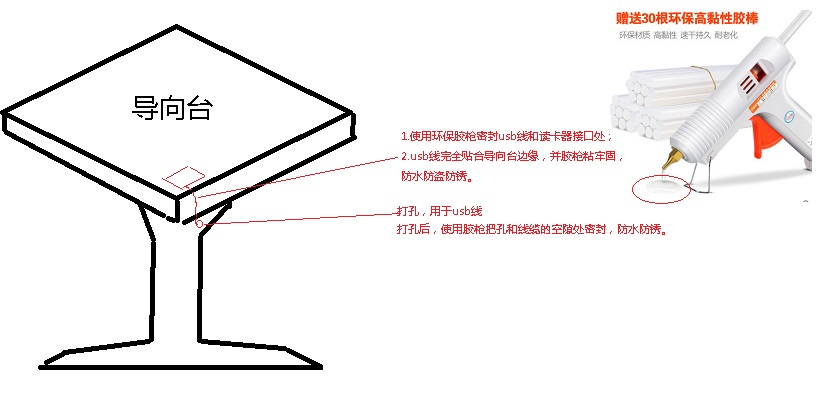 赠送30根环保高黏性胶棒
环保材质 高黏性 速干持久 耐老化
导向台
1.使用环保胶枪密封usb线和读卡器接口处；
2.usb线完全贴合导向台边缘，并胶枪粘牢固，
防水防盗防锈。
打孔，用于usb线
打孔后，使用胶枪把孔和线缆的空隙处密封，防水防锈。